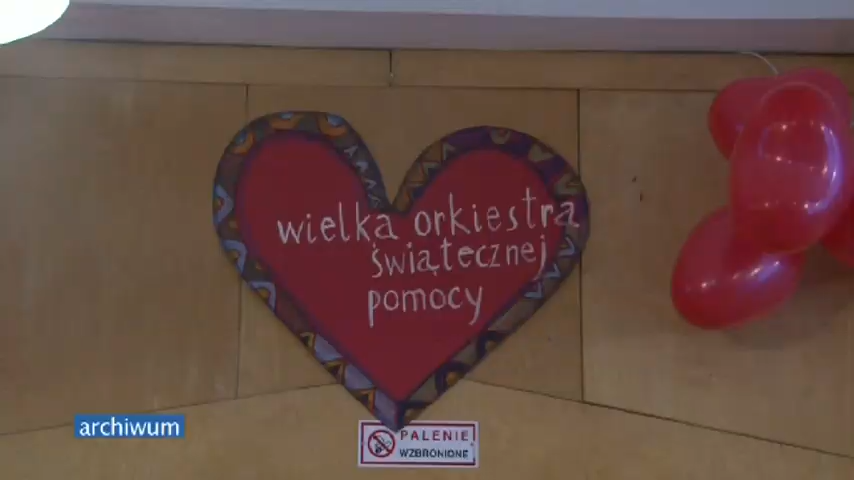 wielka orkiestra
świątecznej
pomocy
archiwum
PALENIE
WZBRONIONE